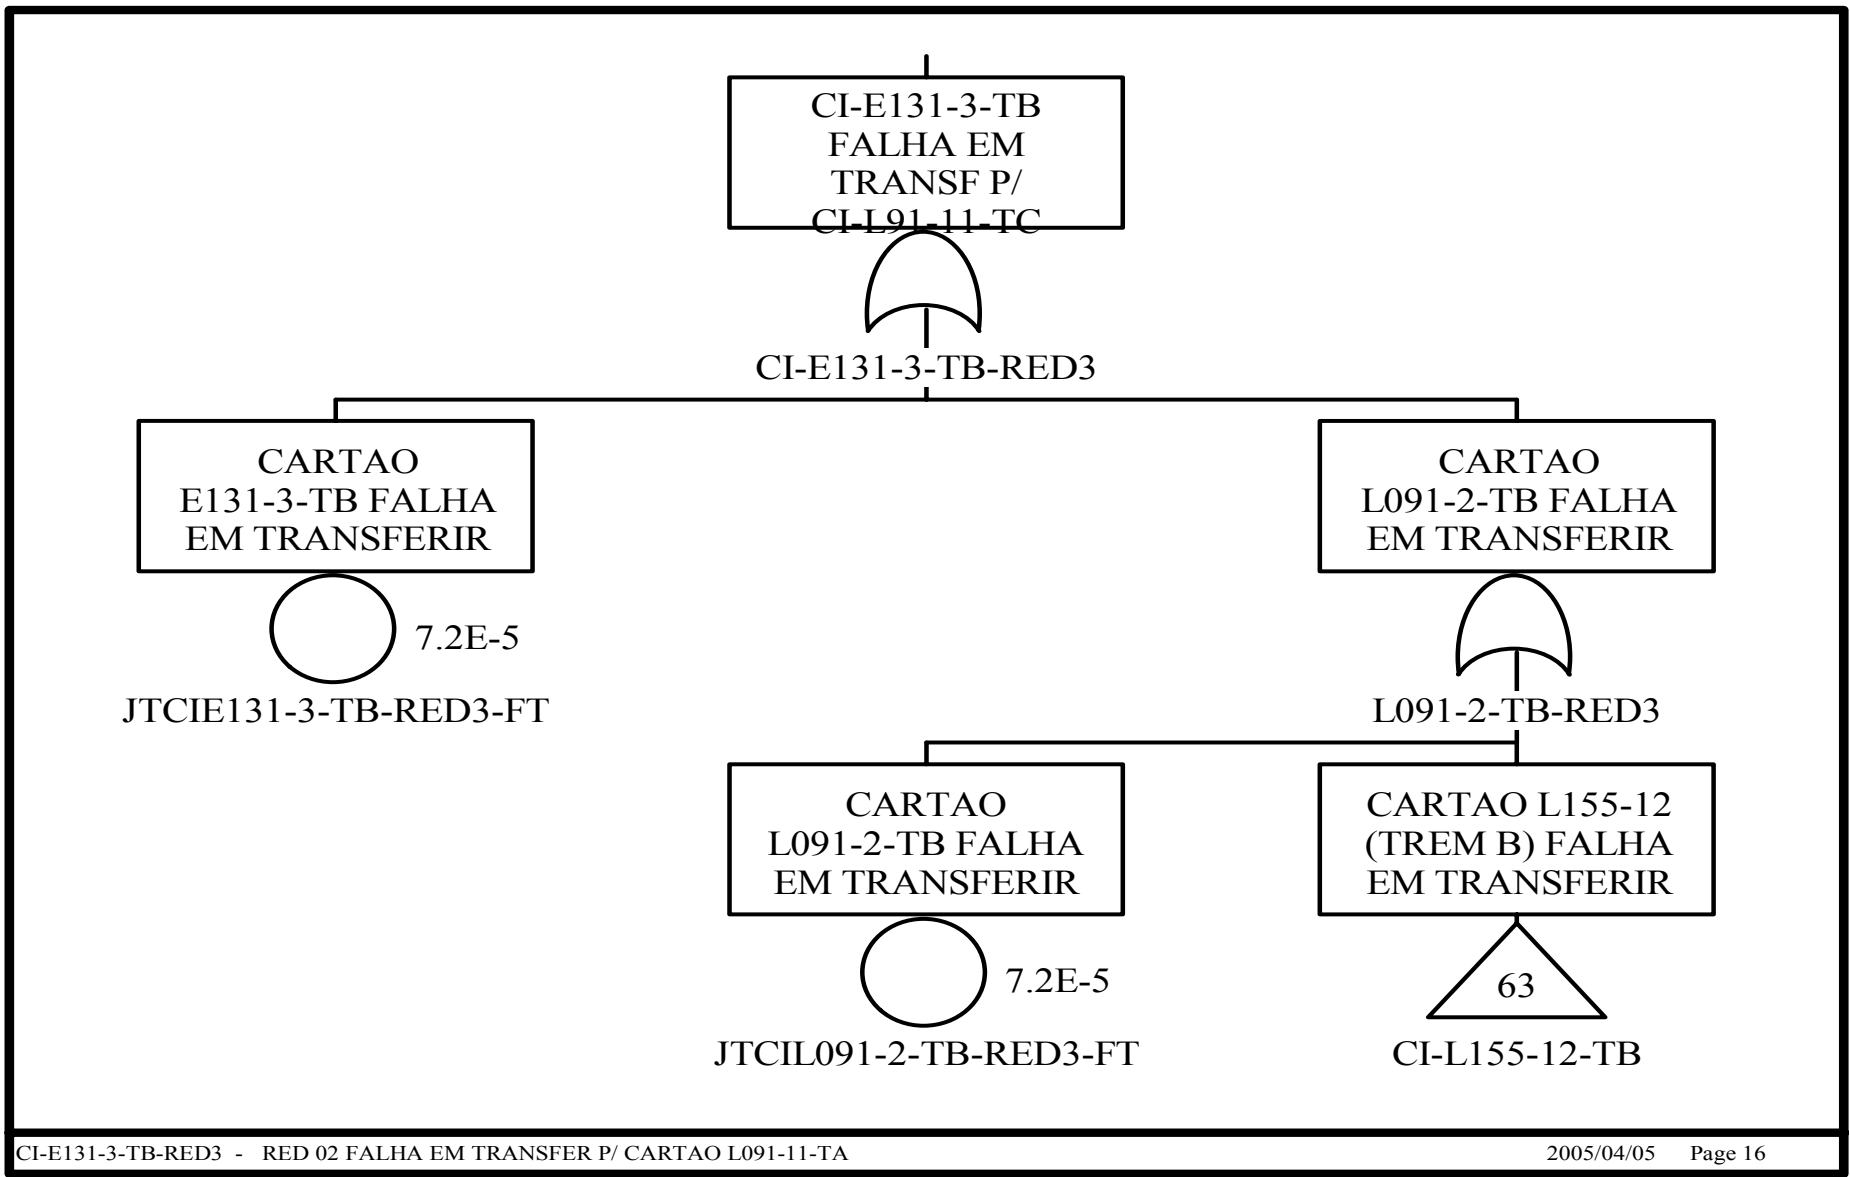 CI-E131-3-TB
FALHA EM
TRANSF P/
CI-L91-11-TC
CI-E131-3-TB-RED3
CARTAO
E131-3-TB FALHA
EM TRANSFERIR
7.2E-5
JTCIE131-3-TB-RED3-FT
CARTAO
L091-2-TB FALHA
EM TRANSFERIR
L091-2-TB-RED3
CARTAO
L091-2-TB FALHA
EM TRANSFERIR
7.2E-5
JTCIL091-2-TB-RED3-FT
CARTAO L155-12
(TREM B) FALHA
EM TRANSFERIR
63
CI-L155-12-TB
CI-E131-3-TB-RED3 - RED 02 FALHA EM TRANSFER P/ CARTAO L091-11-TA 2005/04/05 Page 16